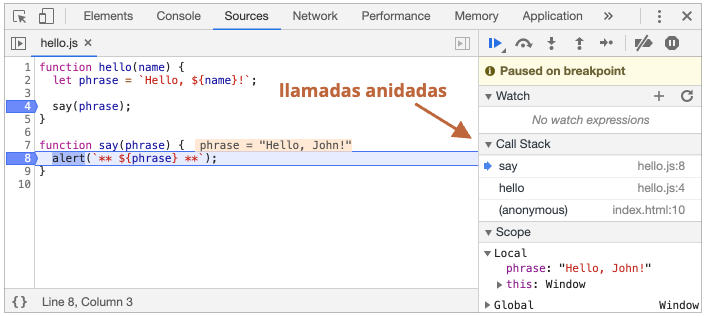 Elements Console Sources Network Performance Memory Application »
hello.js ×
1 function hello(name) {
2 let phrase = `Hello, ${name}!`;
3
4 say(phrase);
5 }
6
7 function say(phrase) { phrase = "Hello, John!"
8 alert(`** ${phrase} **`);
9 }
10
llamadas anidadas
{} Line 8, Column 3
Paused on breakpoint
Watch
No watch expressions
Call Stack
say hello.js:8
hello hello.js:4
(anonymous) index.html:10
Scope
Local
phrase: "Hello, John!"
this: Window
Global Window